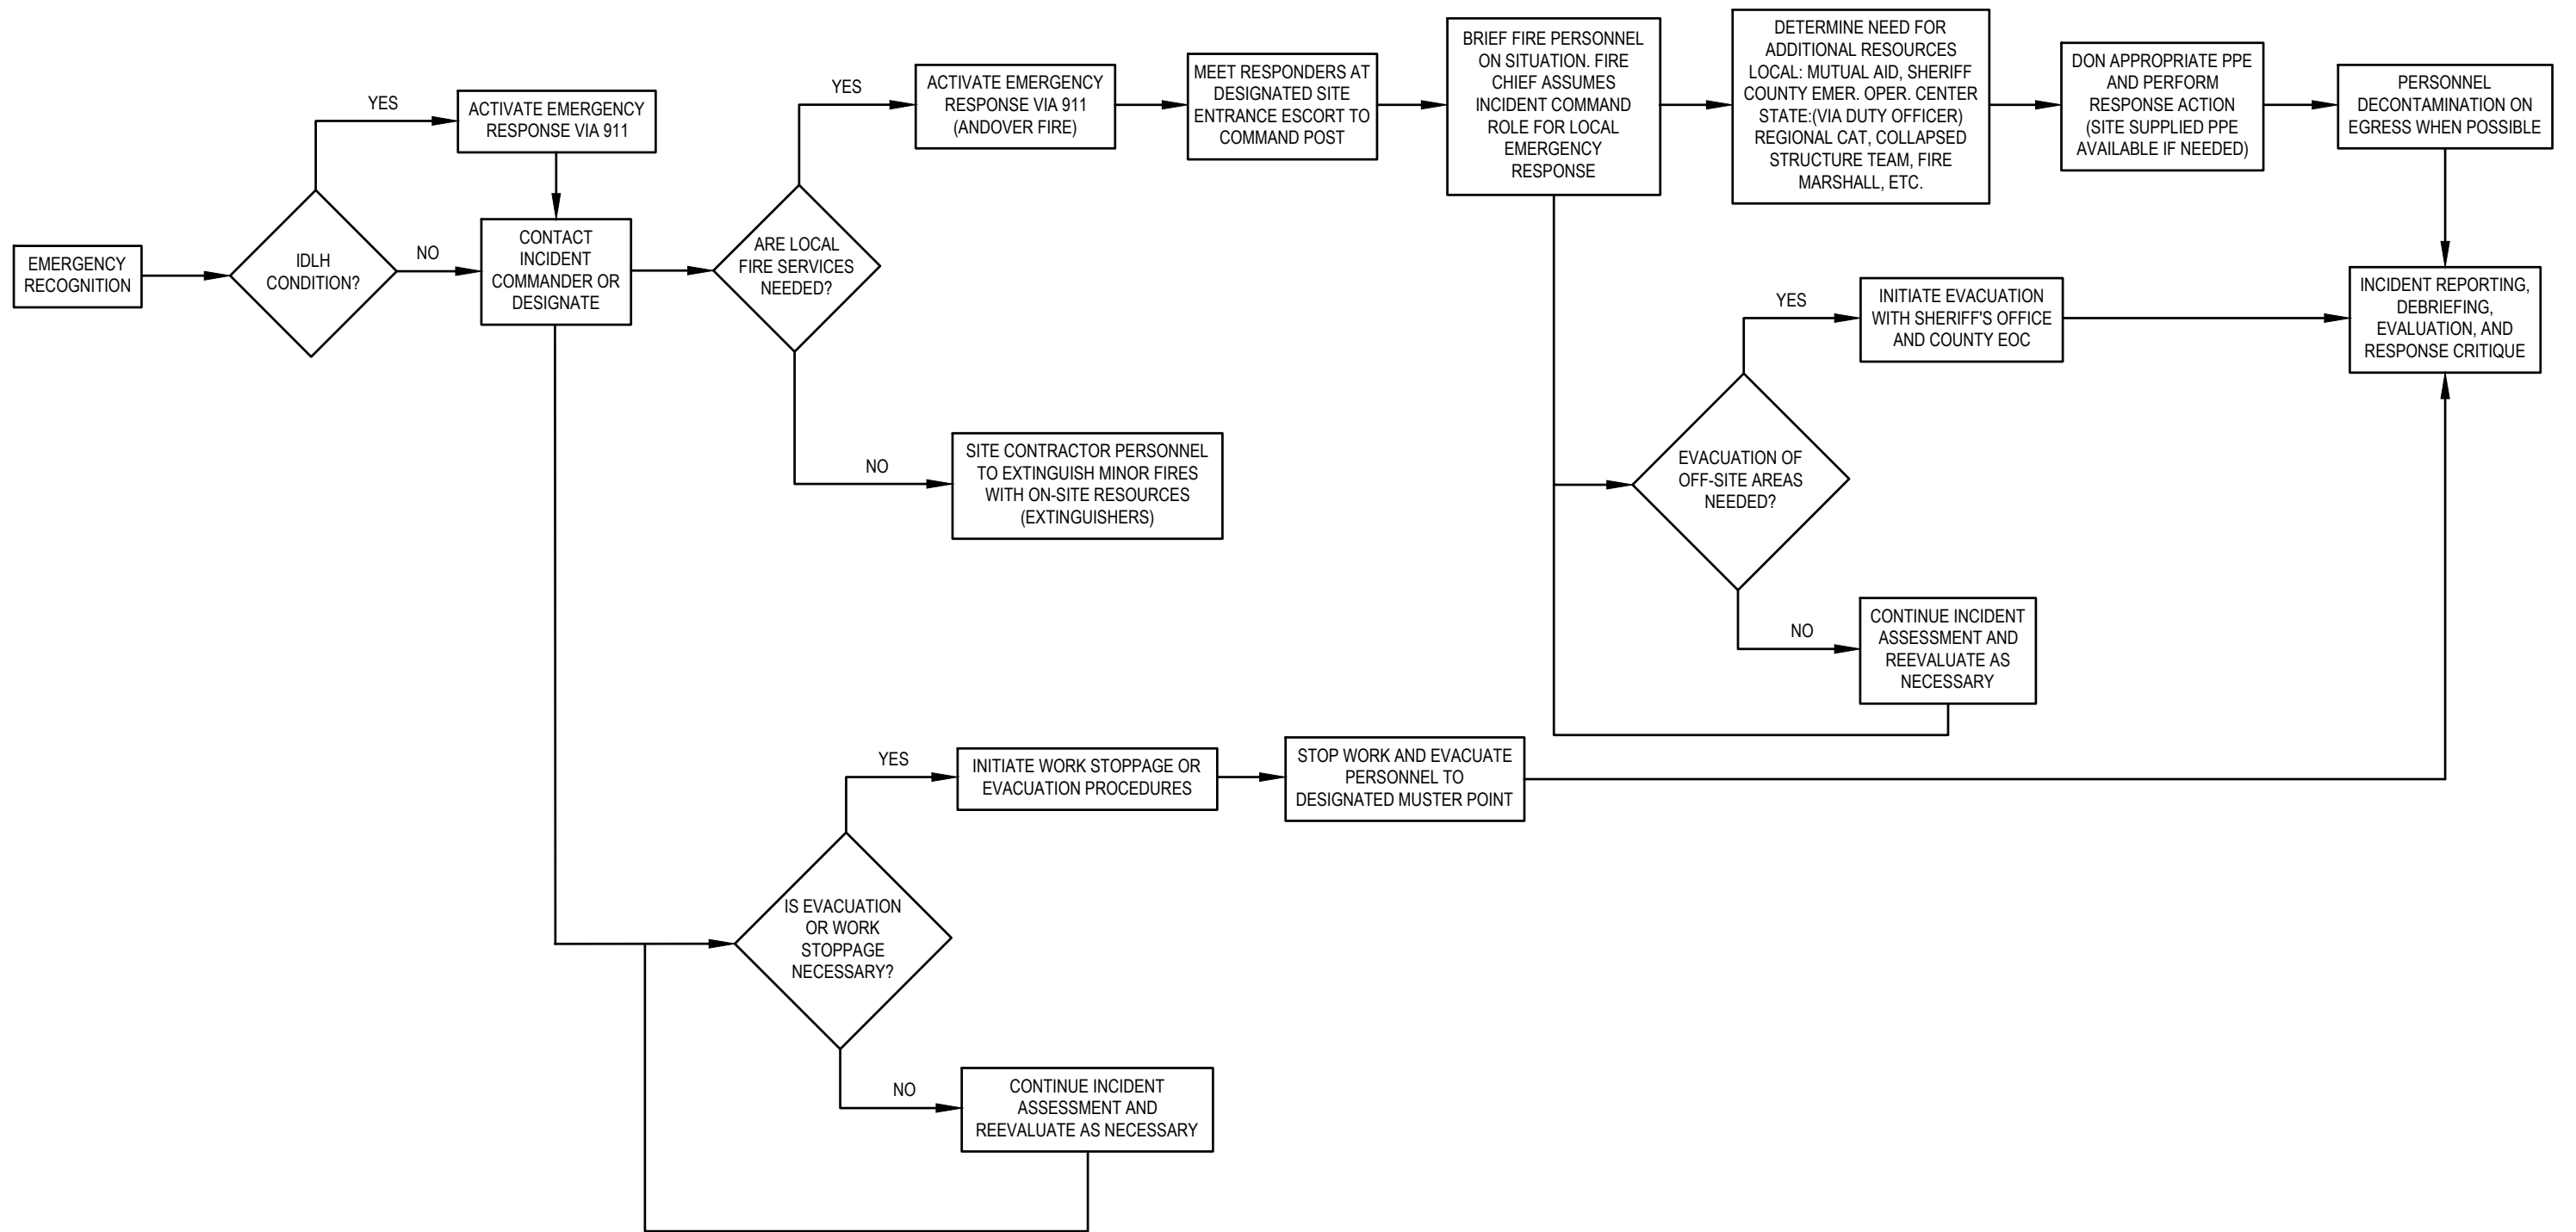 EMERGENCY
RECOGNITION
IDLH
CONDITION?
YES
ACTIVATE EMERGENCY
RESPONSE VIA 911
NO
CONTACT
INCIDENT
COMMANDER OR
DESIGNATE
ARE LOCAL
FIRE SERVICES
NEEDED?
YES
ACTIVATE EMERGENCY
RESPONSE VIA 911
(ANDOVER FIRE)
MEET RESPONDERS AT
DESIGNATED SITE
ENTRANCE ESCORT TO
COMMAND POST
BRIEF FIRE PERSONNEL
ON SITUATION. FIRE
CHIEF ASSUMES
INCIDENT COMMAND
ROLE FOR LOCAL
EMERGENCY
RESPONSE
DETERMINE NEED FOR
ADDITIONAL RESOURCES
LOCAL: MUTUAL AID, SHERIFF
COUNTY EMER. OPER. CENTER
STATE:(VIA DUTY OFFICER)
REGIONAL CAT, COLLAPSED
STRUCTURE TEAM, FIRE
MARSHALL, ETC.
DON APPROPRIATE PPE
AND PERFORM
RESPONSE ACTION
(SITE SUPPLIED PPE
AVAILABLE IF NEEDED)
PERSONNEL
DECONTAMINATION ON
EGRESS WHEN POSSIBLE
INCIDENT REPORTING,
DEBRIEFING,
EVALUATION, AND
RESPONSE CRITIQUE
NO
SITE CONTRACTOR PERSONNEL
TO EXTINGUISH MINOR FIRES
WITH ON-SITE RESOURCES
(EXTINGUISHERS)
EVACUATION OF
OFF-SITE AREAS
NEEDED?
YES
INITIATE EVACUATION
WITH SHERIFF'S OFFICE
AND COUNTY EOC
NO
CONTINUE INCIDENT
ASSESSMENT AND
REEVALUATE AS
NECESSARY
IS EVACUATION
OR WORK
STOPPAGE
NECESSARY?
YES
INITIATE WORK STOPPAGE OR
EVACUATION PROCEDURES
STOP WORK AND EVACUATE
PERSONNEL TO
DESIGNATED MUSTER POINT
NO
CONTINUE INCIDENT
ASSESSMENT AND
REEVALUATE AS NECESSARY